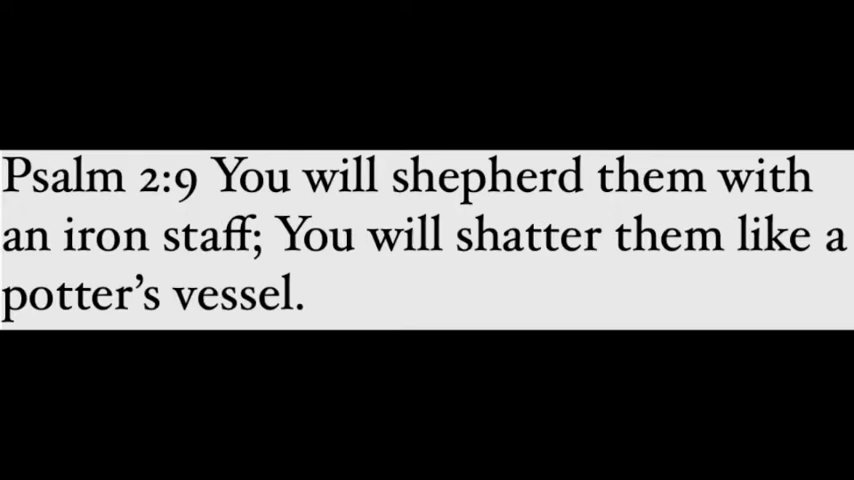 Psalm 2:9 You will shepherd them with
an iron staff; You will shatter them like a
potter’s vessel.